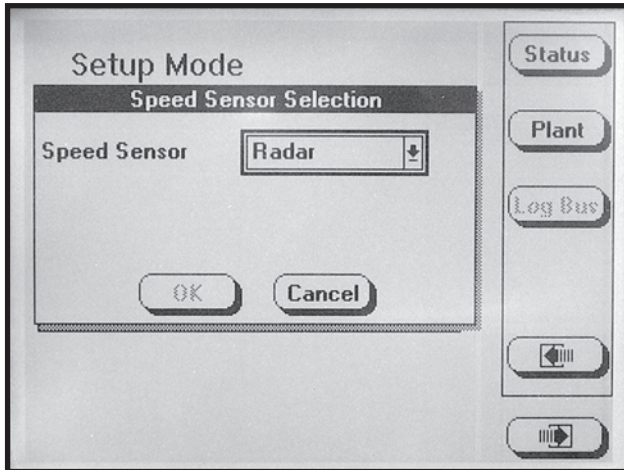 Setup Mode
Speed Sensor Selection
Speed Sensor
Radar
OK
Cancel
Status
Plant
Log Bus